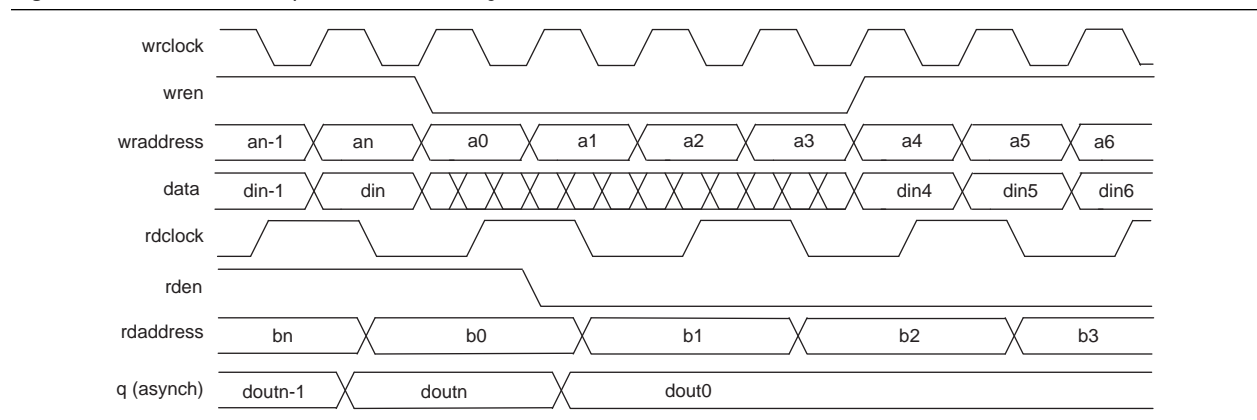 wrclock
wren
wraddress an-1 an a0 a1 a2 a3 a4 a5 a6
data din-1 din din4 din5 din6
rdclock
rden
rdaddress bn b0 b1 b2 b3
q (asynch) doutn-1 doutn dout0